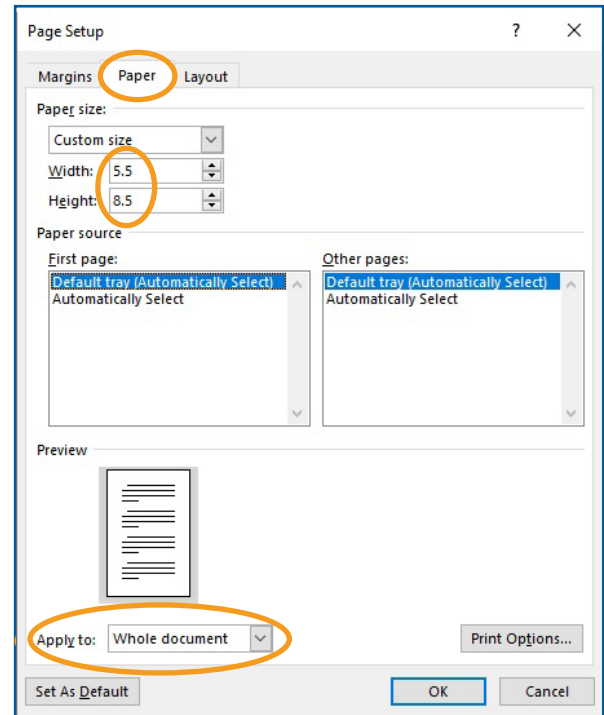 Page Setup ? ×
Margins Paper Layout
Paper size:
Custom size
Width: 5.5
Height: 8.5
Paper source
First page: Other pages:
Default tray (Automatically Select) Default tray (Automatically Select)
Automatically Select Automatically Select
Preview
Apply to: Whole document Print Options...
Set As Default OK Cancel